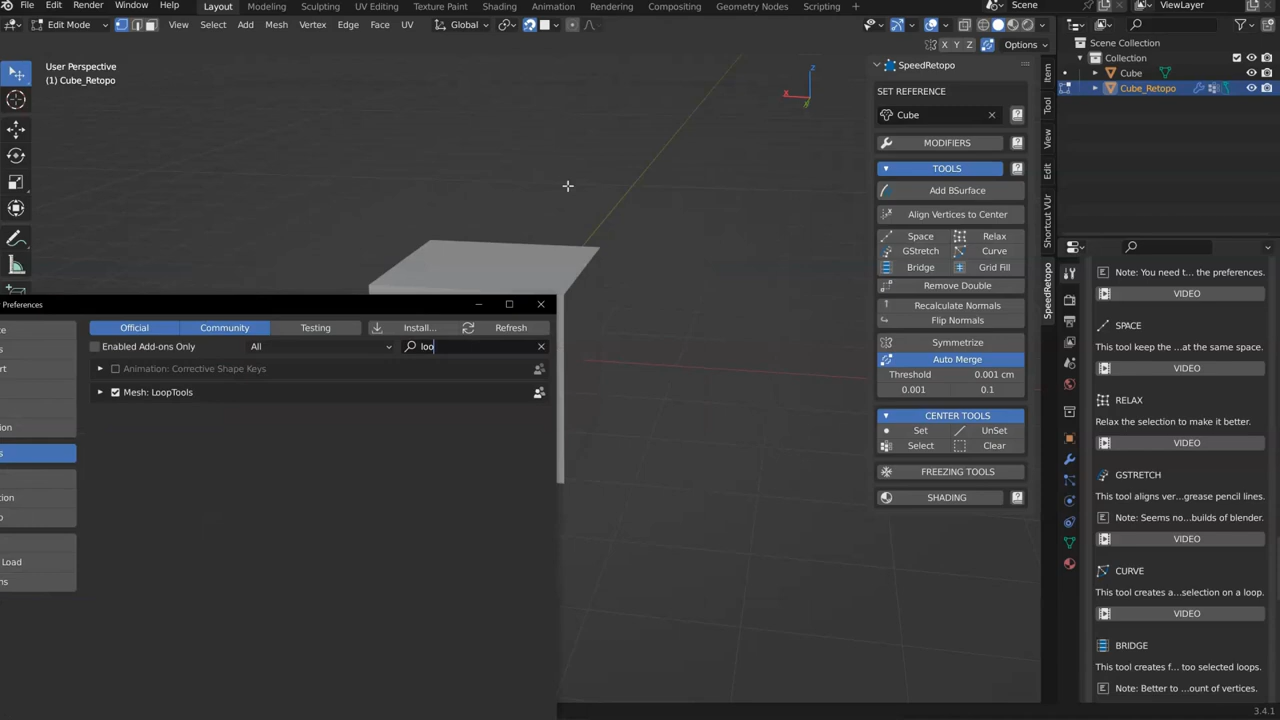 File Edit Render Window Help Layout Modeling Sculpting UV Editing Texture Paint Shading Animation Rendering Compositing Geometry Nodes Scripting + Scene ViewLayer
Edit Mode View Select Add Mesh Vertex Edge Face UV Global
X Y Z Options
User Perspective
(1) Cube_Retopo
Z
X
Y
Scene Collection
Collection
Cube
Cube_Retopo
SpeedRetopo
SET REFERENCE
Cube
MODIFIERS
TOOLS
Add BSurface
Align Vertices to Center
Space Relax
GStretch Curve
Bridge Grid Fill
Remove Double
Recalculate Normals
Flip Normals
Symmetrize
Auto Merge
Threshold 0.001 cm
0.001 0.1
CENTER TOOLS
Set UnSet
Select Clear
FREEZING TOOLS
SHADING
Item
Tool
View
Edit
Shortcut VUr
SpeedRetopo
Note: You need t... the preferences.
VIDEO
SPACE
This tool keep the ...at the same space.
VIDEO
RELAX
Relax the selection to make it better.
VIDEO
GSTRETCH
This tool aligns ver...grease pencil lines.
Note: Seems no...builds of blender.
VIDEO
CURVE
This tool creates a...selection on a loop.
VIDEO
BRIDGE
This tool creates f... too selected loops.
Note: Better to ...ount of vertices.
3.4.1
Preferences
Official Community Testing Install... Refresh
Enabled Add-ons Only All loo
Animation: Corrective Shape Keys
Mesh: LoopTools
Load